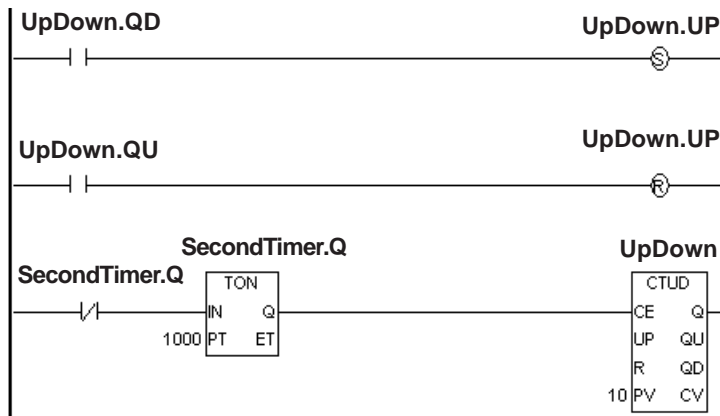 UpDown.QD
UpDown.UP
S
UpDown.QU
UpDown.UP
R
SecondTimer.Q
UpDown
SecondTimer.Q
TON
CTUD
IN Q
CE Q
1000 PT ET
UP QU
R QD
10 PV CV